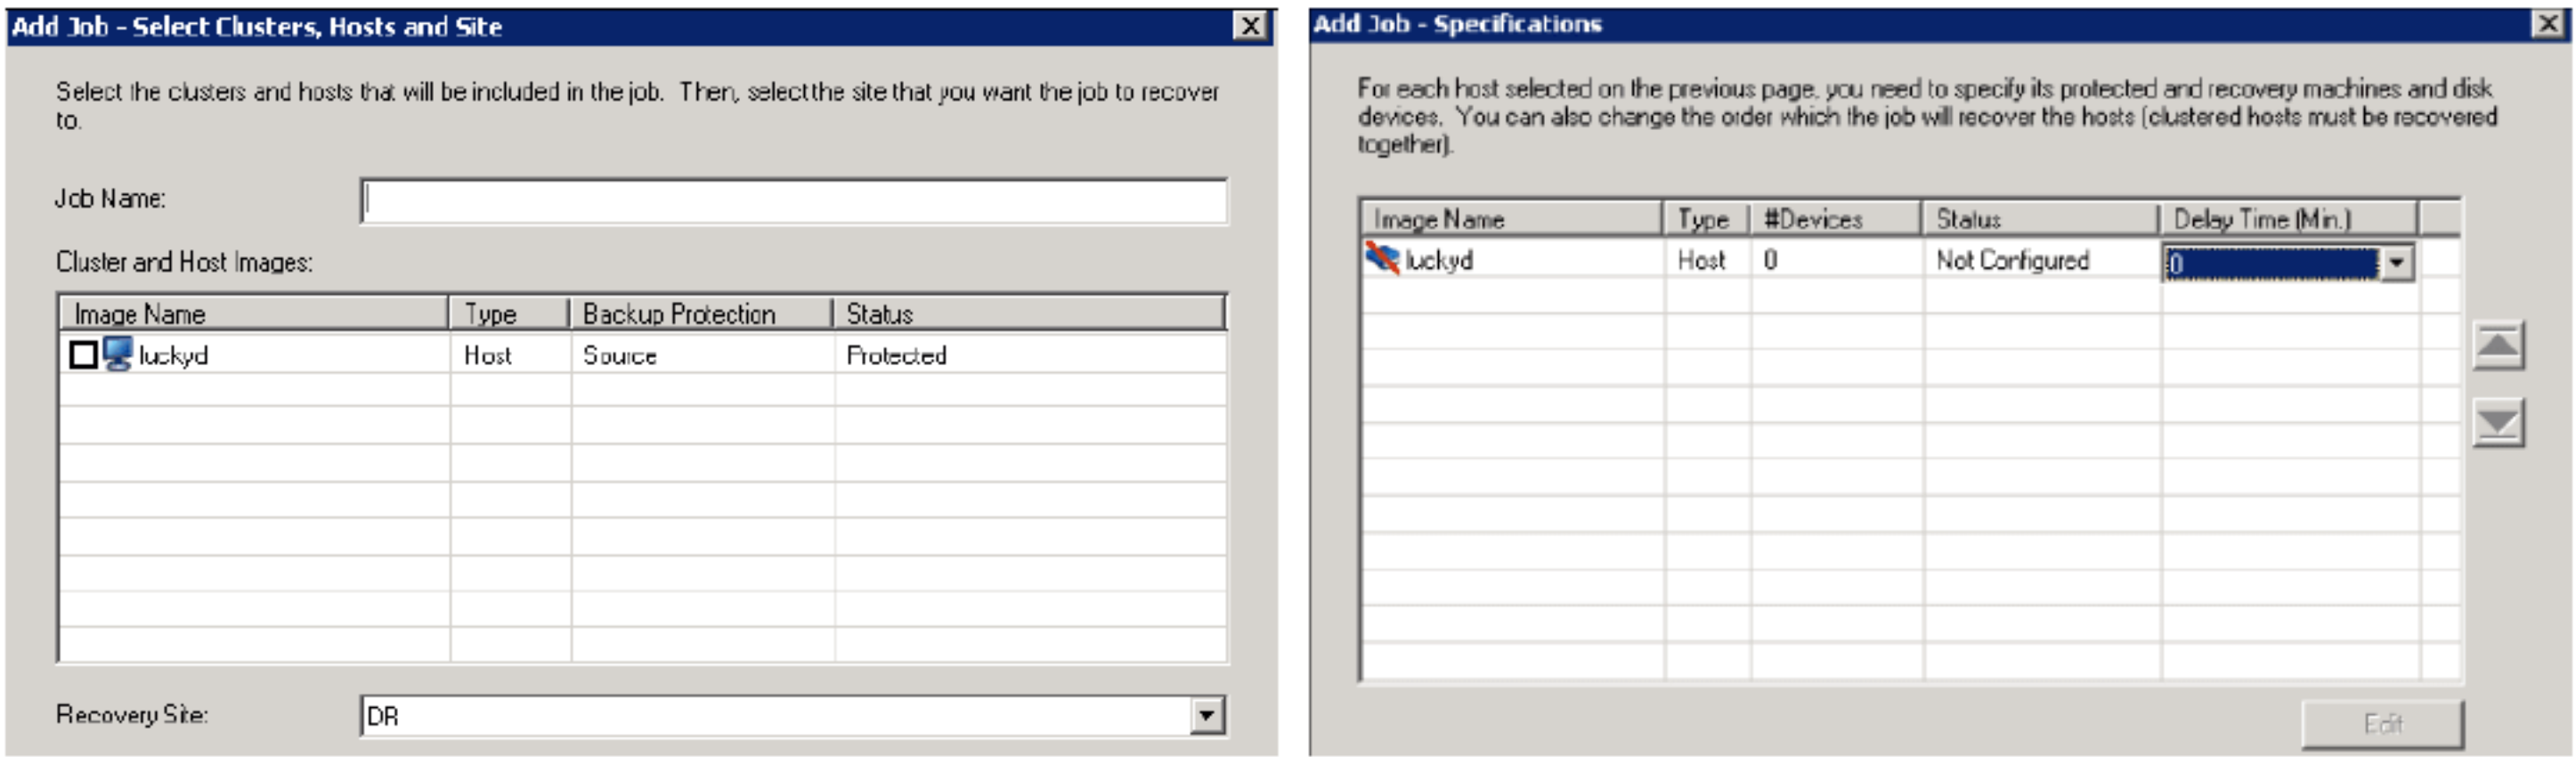 Add Job - Select Clusters, Hosts and Site
Select the clusters and hosts that will be included in the job. Then, select the site that you want the job to recover
to.
Job Name:
Cluster and Host Images:
Image Name Type Backup Protection Status
luckyd Host Source Protected
Recovery Site: DR
Add Job - Specifications
For each host selected on the previous page, you need to specify its protected and recovery machines and disk
devices. You can also change the order which the job will recover the hosts (clustered hosts must be recovered
together).
Image Name Type #Devices Status Delay Time (Min.)
luckyd Host 0 Not Configured 0
Edit